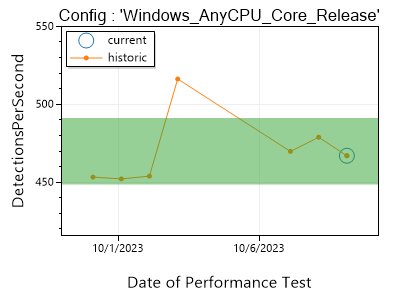 Config : 'Windows_AnyCPU_Core_Release'
current
historic
DetectionsPerSecond
550
500
450
10/1/2023
10/6/2023
Date of Performance Test